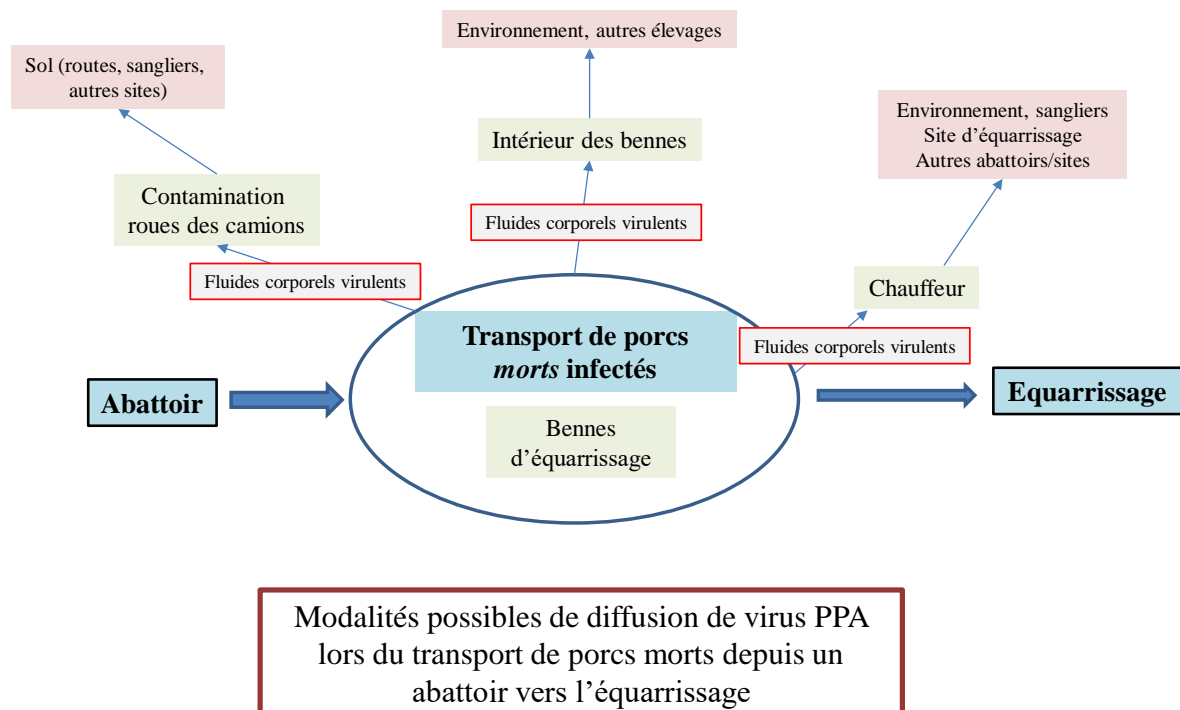 Environnement, autres élevages
Sol (routes, sangliers,
autres sites)
Environnement, sangliers
Site d'équarrissage
Autres abattoirs/sites
Intérieur des bennes
Contamination
roues des camions
Fluides corporels virulents
Fluides corporels virulents
Chauffeur
Transport de porcs
morts infectés
Fluides corporels virulents
Abattoir
Equarrissage
Bennes
d'équarrissage
Modalités possibles de diffusion de virus PPA
lors du transport de porcs morts depuis un
abattoir vers l'équarrissage